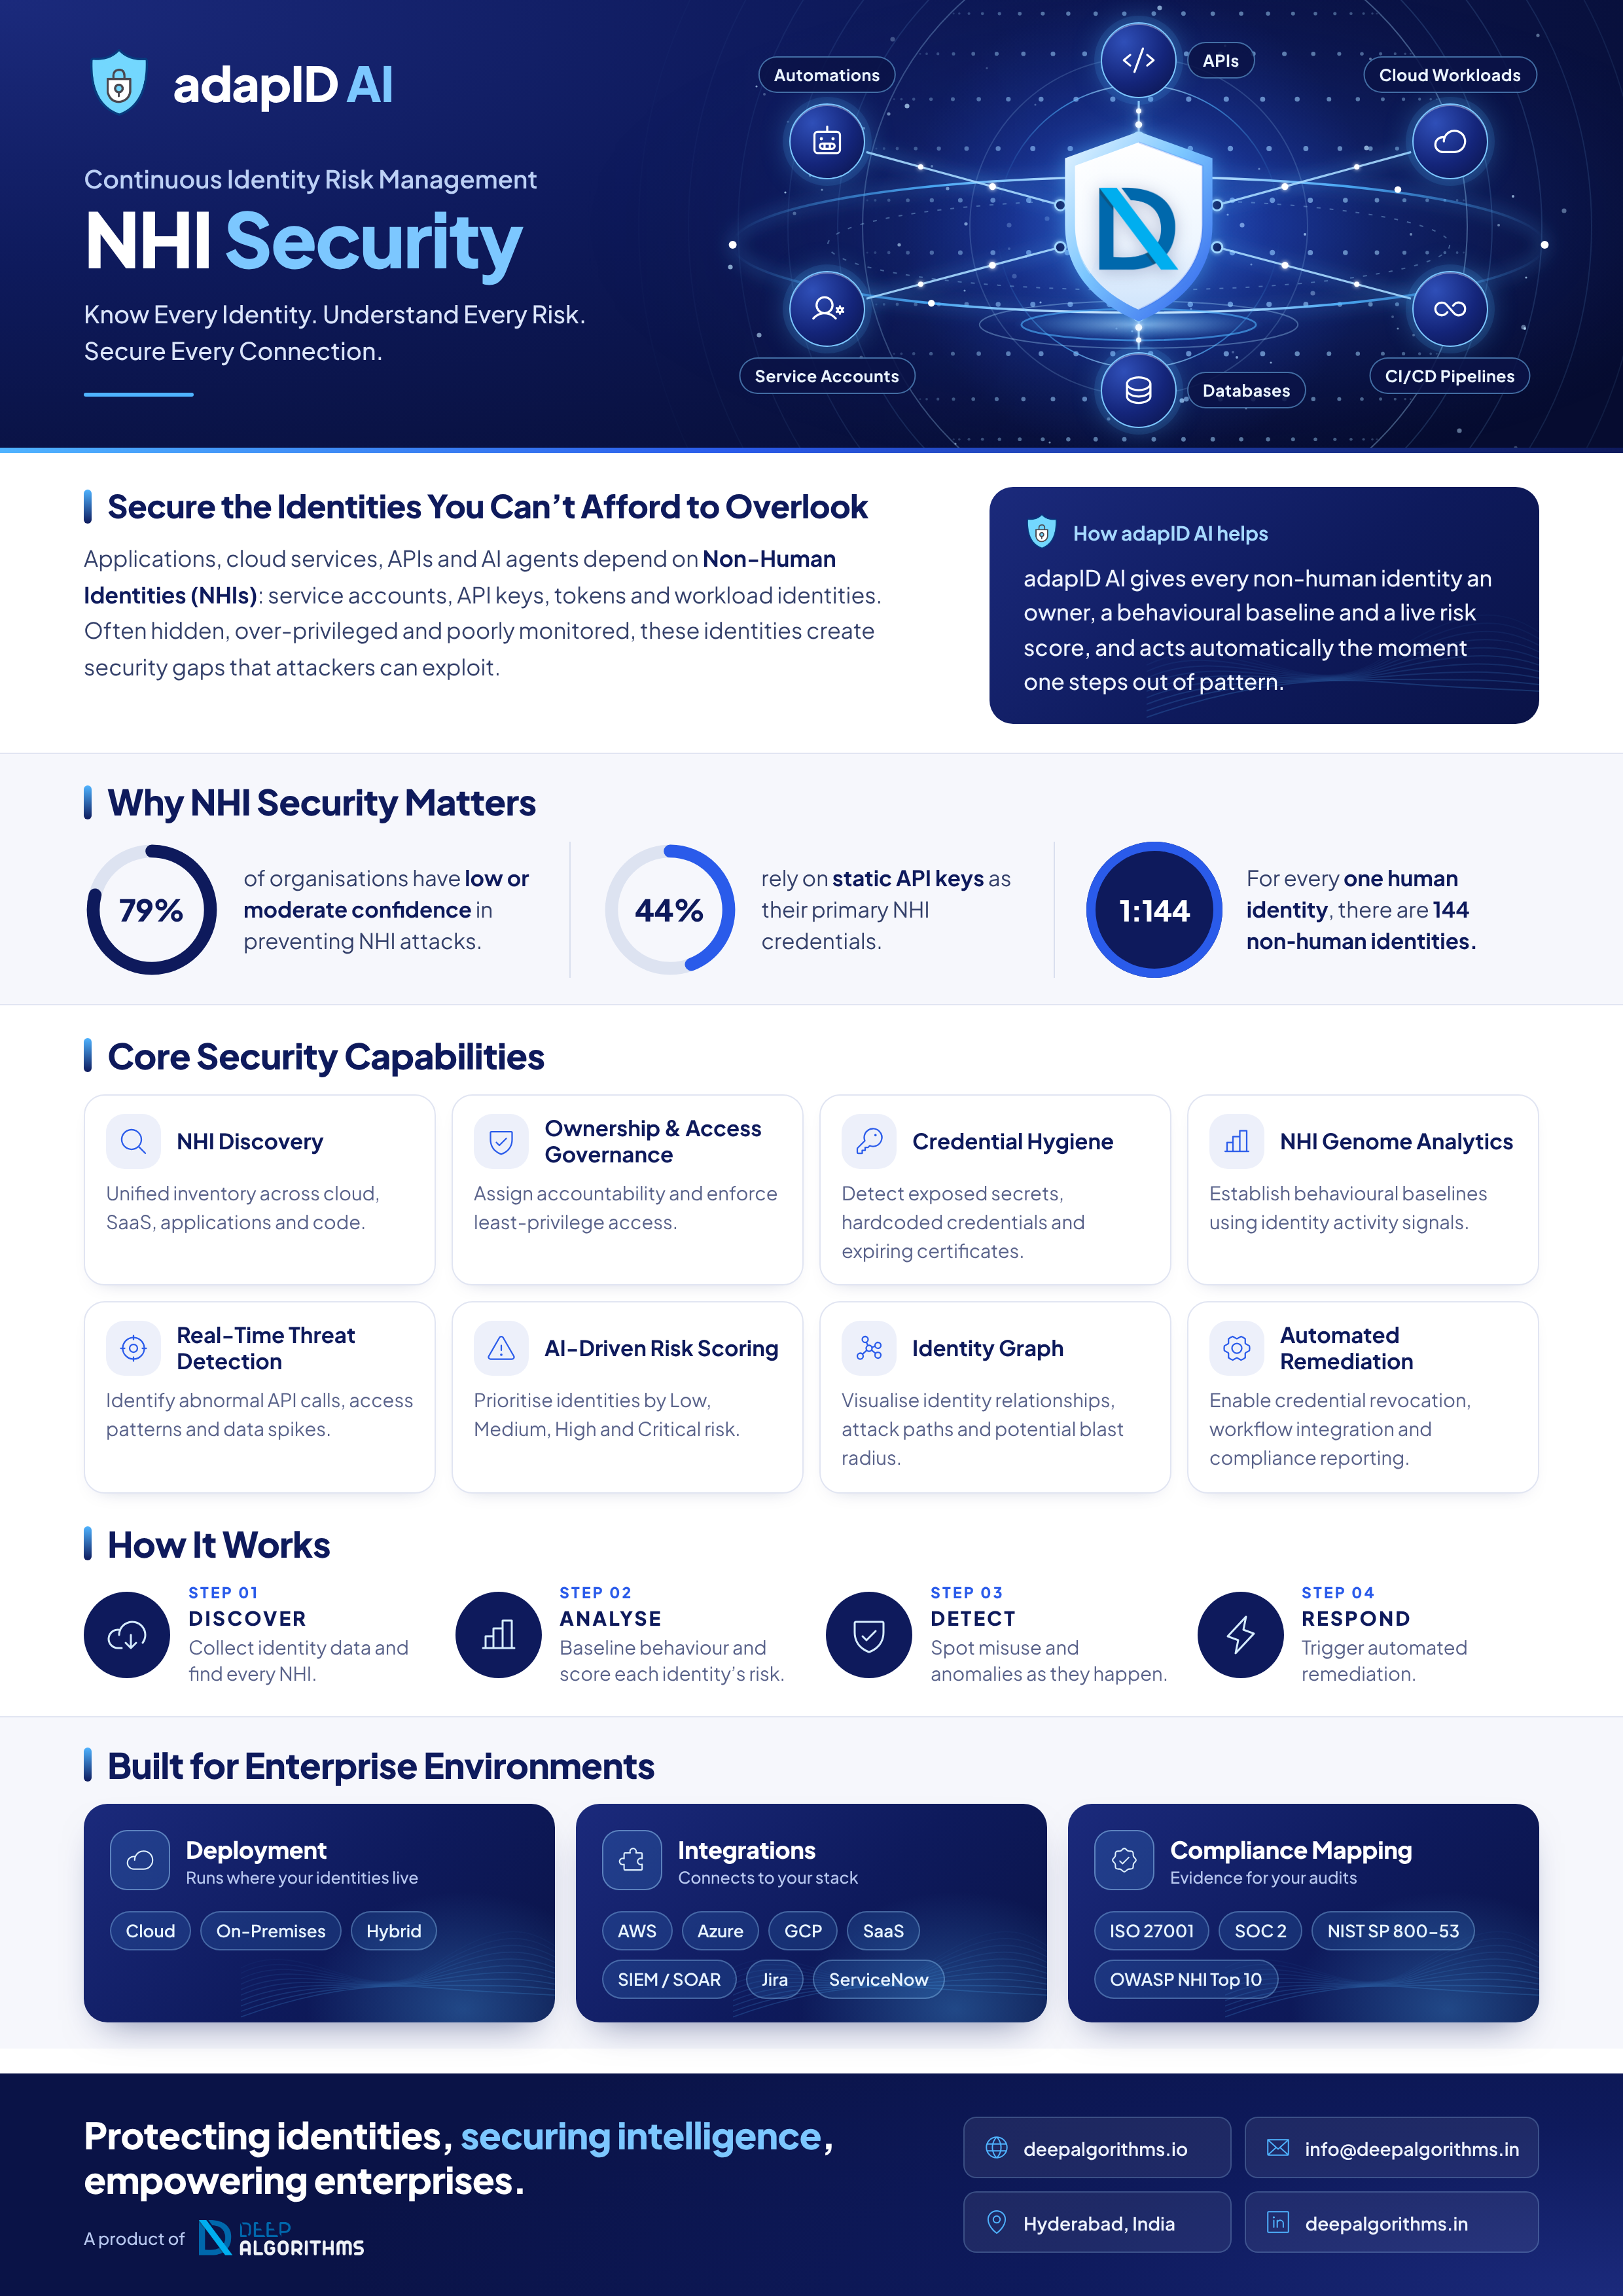 adapID AI
Continuous Identity Risk Management
NHI Security
Know Every Identity. Understand Every Risk.
Secure Every Connection.
Automations
APIs
Cloud Workloads
Service Accounts
Databases
CI/CD Pipelines
Secure the Identities You Can’t Afford to Overlook
Applications, cloud services, APIs and AI agents depend on Non-Human
Identities (NHIs): service accounts, API keys, tokens and workload identities.
Often hidden, over-privileged and poorly monitored, these identities create
security gaps that attackers can exploit.
How adapID AI helps
adapID AI gives every non-human identity an
owner, a behavioural baseline and a live risk
score, and acts automatically the moment
one steps out of pattern.
Why NHI Security Matters
79%
of organisations have low or
moderate confidence in
preventing NHI attacks.
44%
rely on static API keys as
their primary NHI
credentials.
1:144
For every one human
identity, there are 144
non-human identities.
Core Security Capabilities
NHI Discovery
Unified inventory across cloud,
SaaS, applications and code.
Ownership & Access
Governance
Assign accountability and enforce
least-privilege access.
Credential Hygiene
Detect exposed secrets,
hardcoded credentials and
expiring certificates.
NHI Genome Analytics
Establish behavioural baselines
using identity activity signals.
Real-Time Threat
Detection
Identify abnormal API calls, access
patterns and data spikes.
AI-Driven Risk Scoring
Prioritise identities by Low,
Medium, High and Critical risk.
Identity Graph
Visualise identity relationships,
attack paths and potential blast
radius.
Automated
Remediation
Enable credential revocation,
workflow integration and
compliance reporting.
How It Works
STEP 01
DISCOVER
Collect identity data and
find every NHI.
STEP 02
ANALYSE
Baseline behaviour and
score each identity’s risk.
STEP 03
DETECT
Spot misuse and
anomalies as they happen.
STEP 04
RESPOND
Trigger automated
remediation.
Built for Enterprise Environments
Deployment
Runs where your identities live
Cloud
On-Premises
Hybrid
Integrations
Connects to your stack
AWS
Azure
GCP
SaaS
SIEM / SOAR
Jira
ServiceNow
Compliance Mapping
Evidence for your audits
ISO 27001
SOC 2
NIST SP 800-53
OWASP NHI Top 10
Protecting identities, securing intelligence,
empowering enterprises.
A product of
DEEP
ALGORITHMS
deepalgorithms.io
info@deepalgorithms.in
Hyderabad, India
in
deepalgorithms.in